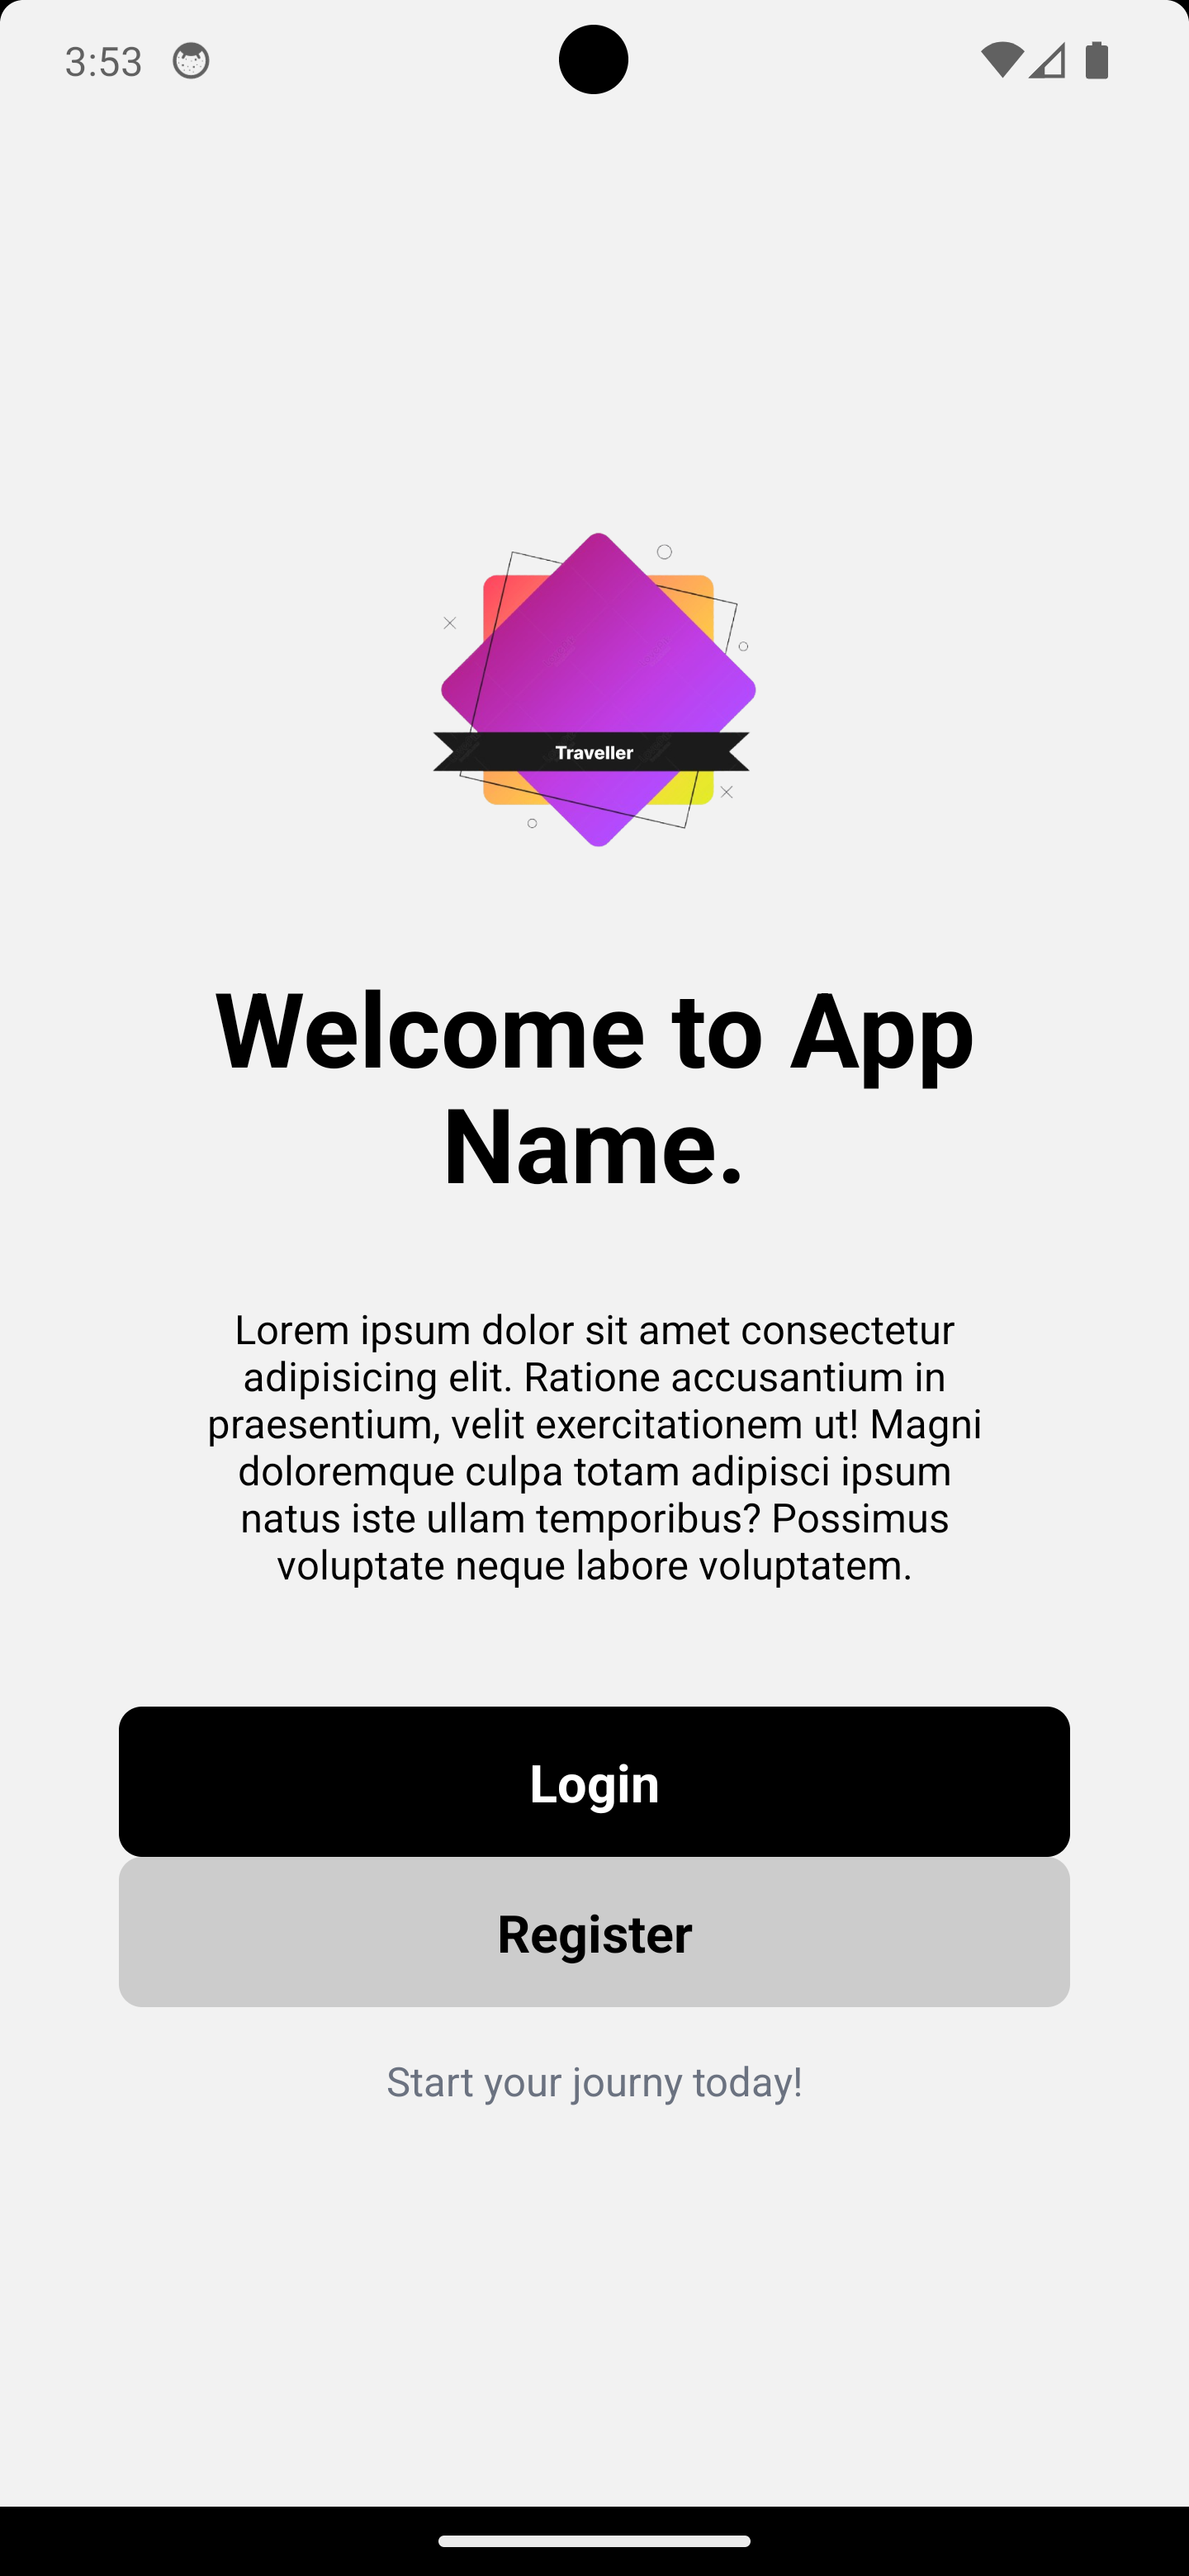 3:53
Traveller
Welcome to App
Name.
Lorem ipsum dolor sit amet consectetur
adipisicing elit. Ratione accusantium in
praesentium, velit exercitationem ut! Magni
doloremque culpa totam adipisci ipsum
natus iste ullam temporibus? Possimus
voluptate neque labore voluptatem.
Login
Register
Start your journy today!